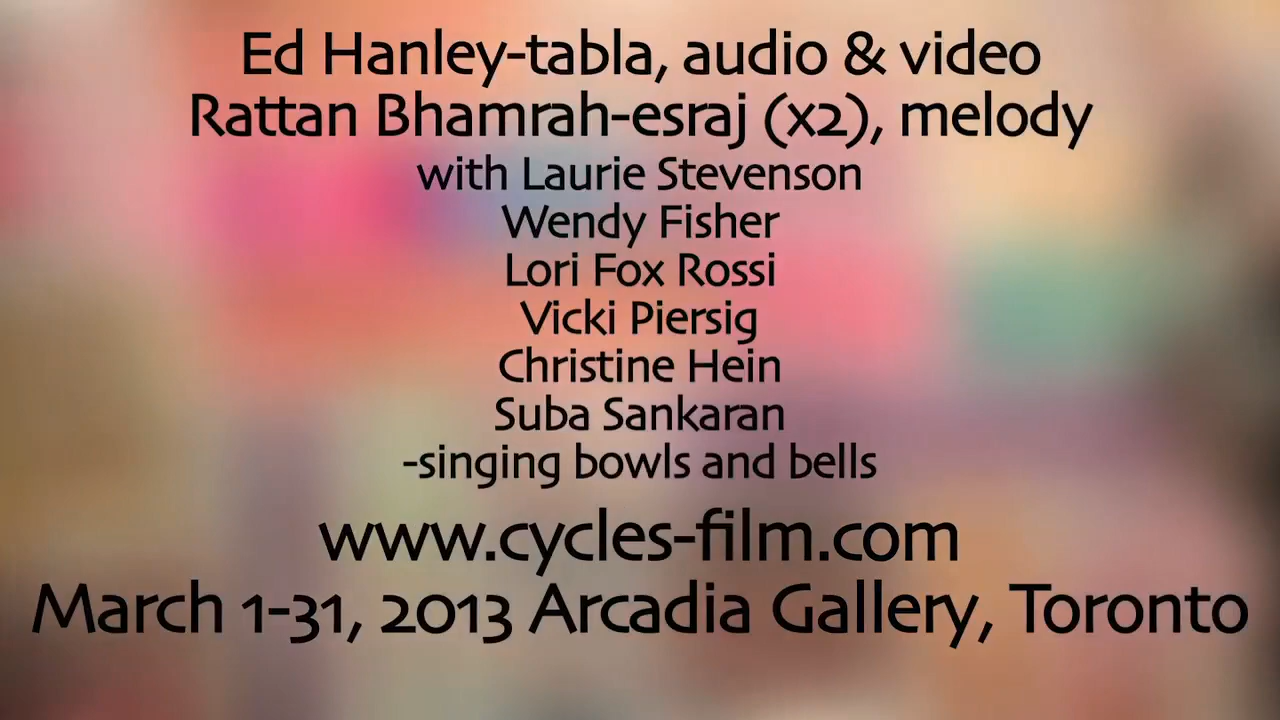 Ed Hanley-tabla, audio & video
Rattan Bhamrah-esraj (x2), melody
with Laurie Stevenson
Wendy Fisher
Lori Fox Rossi
Vicki Piersig
Christine Hein
Suba Sankaran
-singing bowls and bells
www.cycles-film.com
March 1-31, 2013 Arcadia Gallery, Toronto